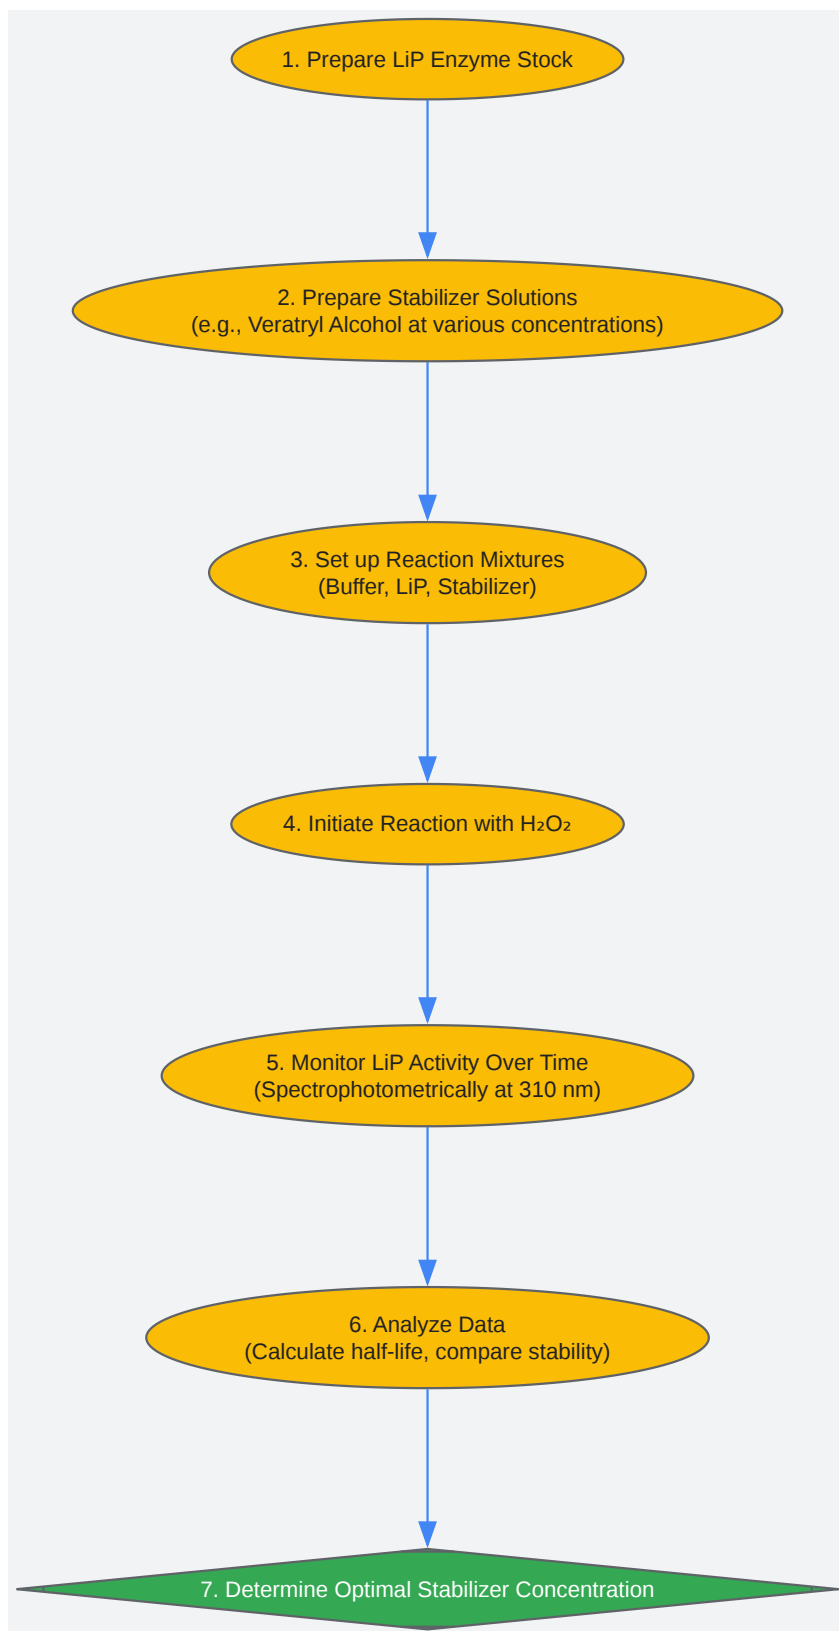 1. Prepare LiP Enzyme Stock
2. Prepare Stabilizer Solutions
(e.g., Veratryl Alcohol at various concentrations)
3. Set up Reaction Mixtures
(Buffer, LiP, Stabilizer)
4. Initiate Reaction with H₂O₂
5. Monitor LiP Activity Over Time
(Spectrophotometrically at 310 nm)
6. Analyze Data
(Calculate half-life, compare stability)
7. Determine Optimal Stabilizer Concentration